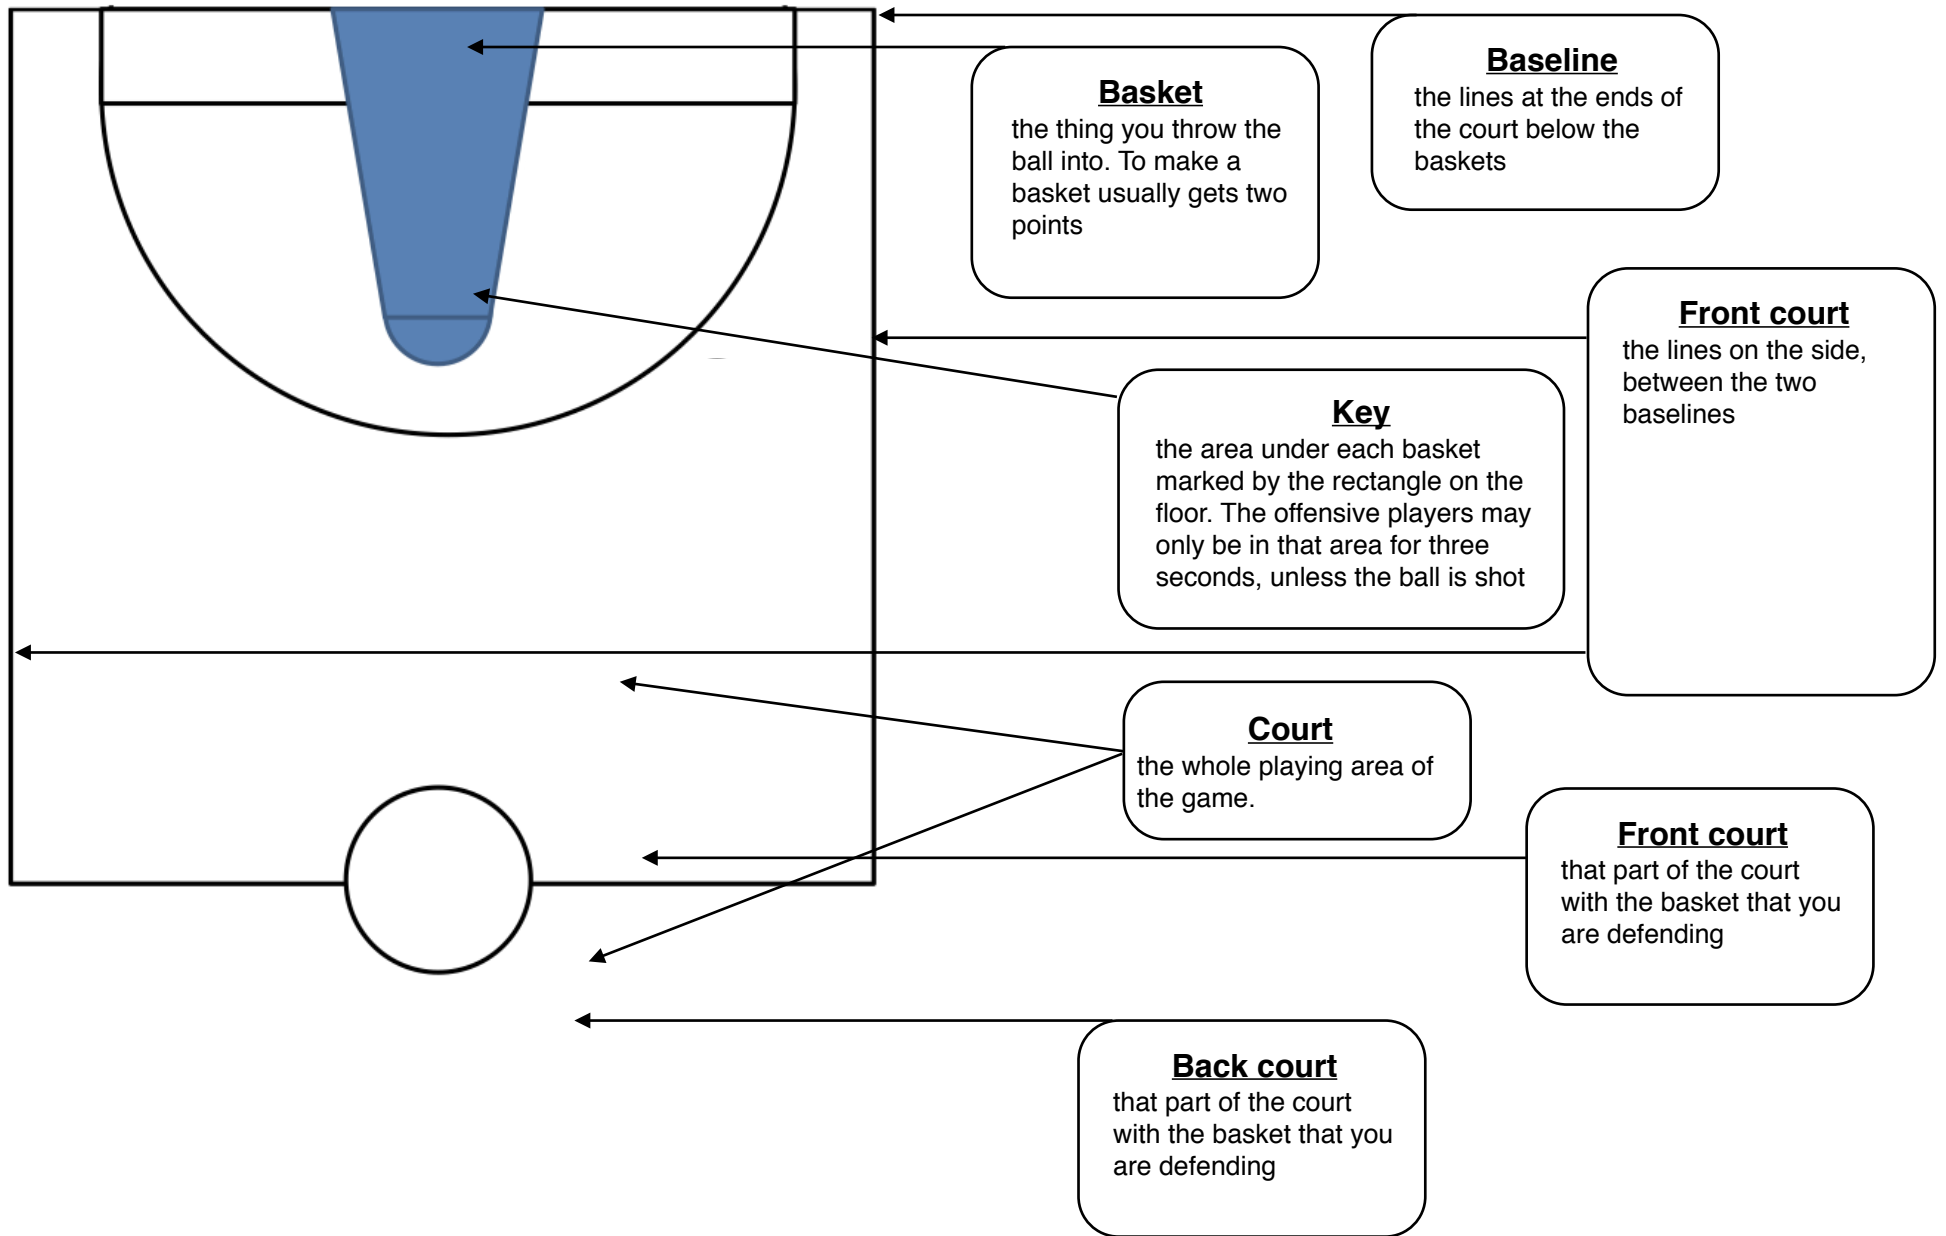 Baseline
the lines at the ends of
the court below the
baskets
Basket
the thing you throw the
ball into. To make a
basket usually gets two
points
Front court
the lines on the side,
between the two
baselines
Key
the area under each basket
marked by the rectangle on the
floor. The offensive players may
only be in that area for three
seconds, unless the ball is shot
Court
the whole playing area of
the game.
Front court
that part of the court
with the basket that you
are defending
Back court
that part of the court
with the basket that you
are defending